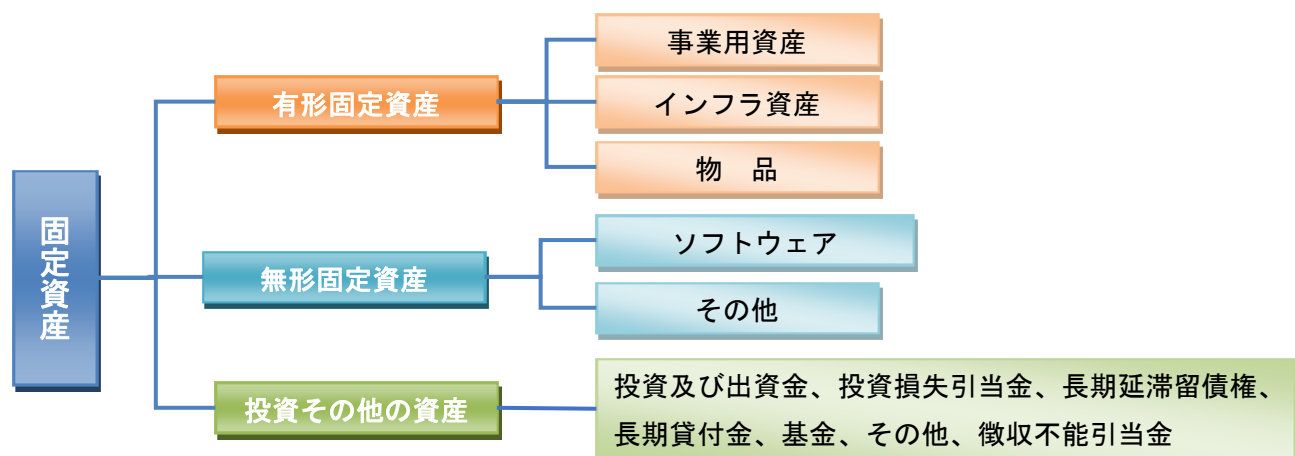 固定資産
有形固定資産
事業用資産
インフラ資産
物　品
無形固定資産
ソフトウェア
その他
投資その他の資産
投資及び出資金、投資損失引当金、長期延滞留債権、
長期貸付金、基金、その他、徴収不能引当金